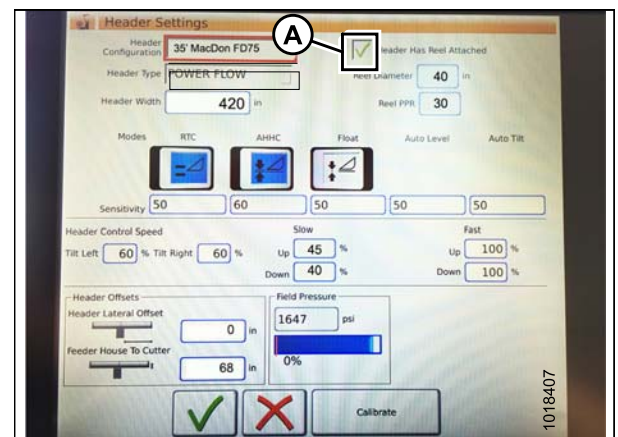 Header Settings
A
Header Configuration 35' MacDon FD75
Header Has Reel Attached
Header Type POWER FLOW
Reel Diameter 40 in
Header Width 420 in
Reel PPR 30
Modes RTC AHHC Float Auto Level Auto Tilt
Sensitivity 50 60 50 50 50
Header Control Speed Slow Fast
Tilt Left 60 % Tilt Right 60 % Up 45 % Up 100 %
Down 40 % Down 100 %
Header Offsets Field Pressure
Header Lateral Offset
0 in
1647 psi
Feeder House To Cutter
68 in
0%
Calibrate
1018407